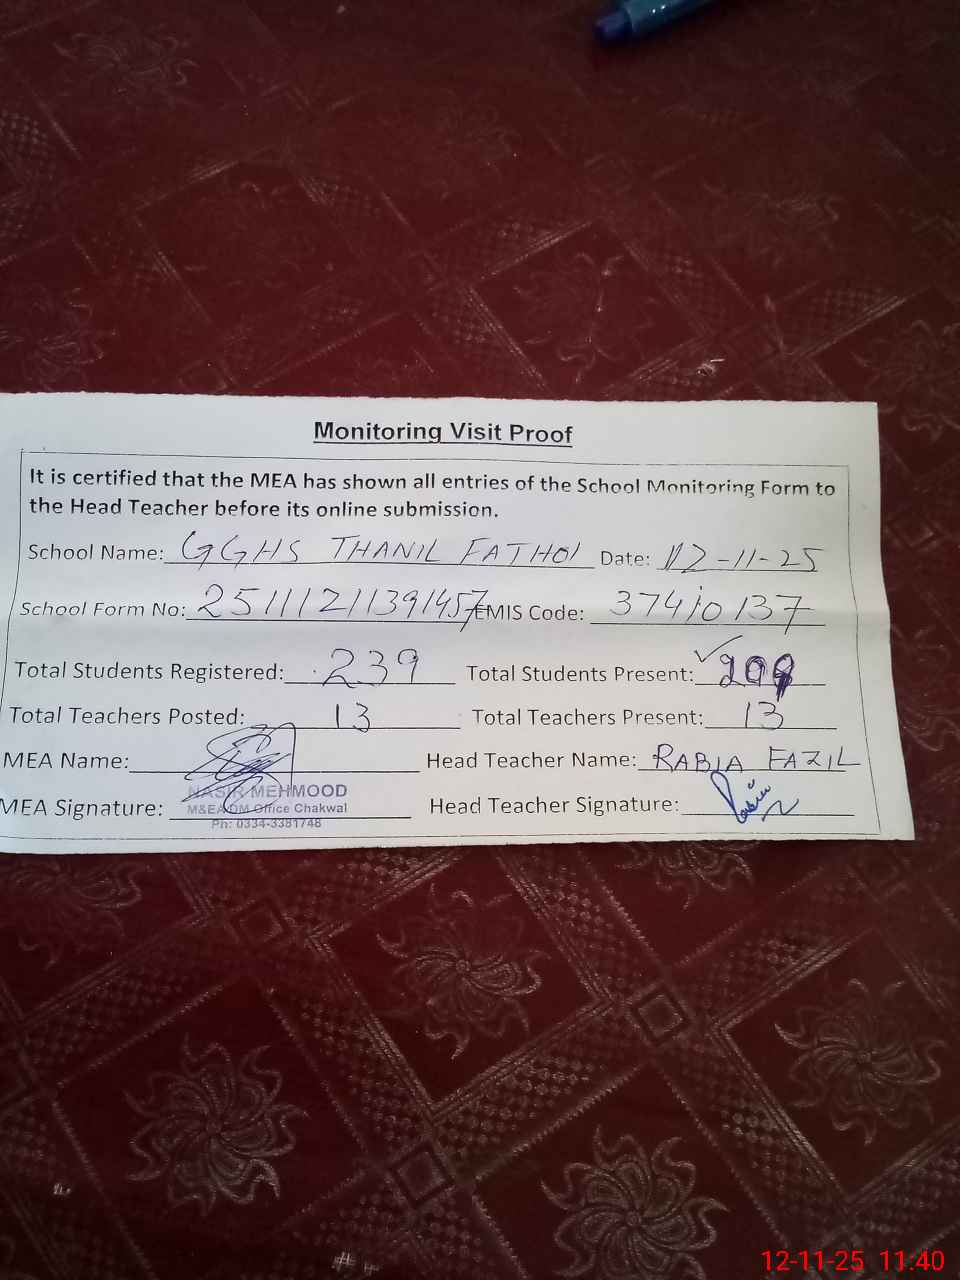 Monitoring Visit Proof
It is certified that the MEA has shown all entries of the School Monitoring Form to
the Head Teacher before its online submission.
School Name: GGHS THANIL FATHOI Date: 12-11-25
School Form No: 251111211391457 EMIS Code: 37410137
Total Students Registered: 239 Total Students Present:
Total Teachers Posted: 13 Total Teachers Present: 13
MEA Name: Head Teacher Name: RABIA FAZIL
NASIR MEHMOOD
MEA Signature: M&EA DM Office Chakwal Head Teacher Signature:
Ph: 0334-3381748
12-11-25 11:40